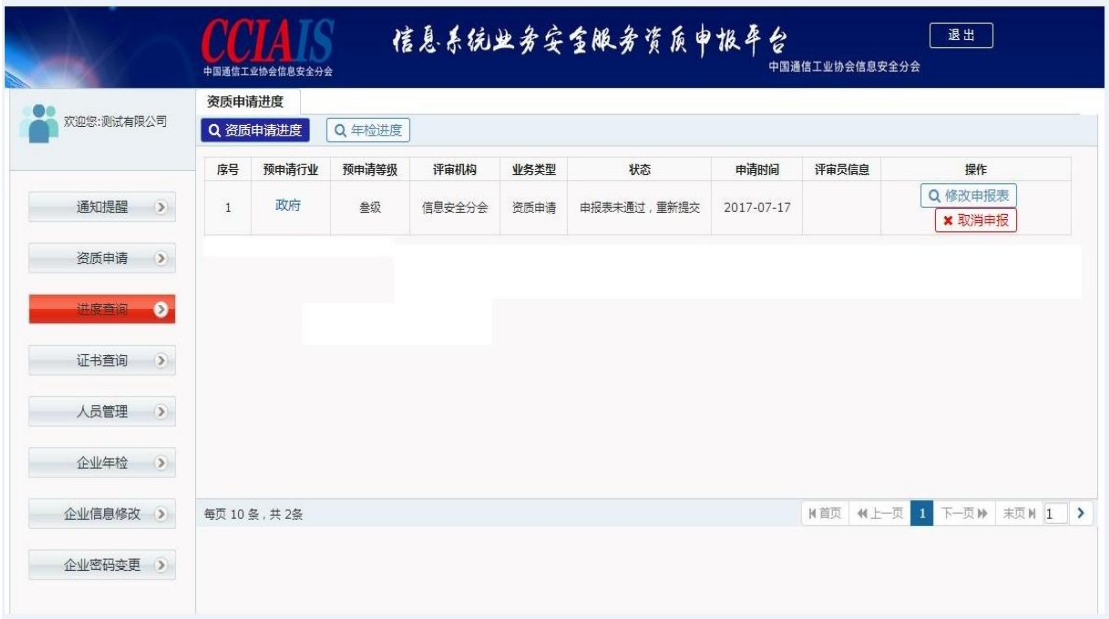 CCIAIS
中国通信工业协会信息安全分会
信息系统业务安全服务资质申报平台
中国通信工业协会信息安全分会
退出
欢迎您:测试有限公司
通知提醒
资质申请
进度查询
证书查询
人员管理
企业年检
企业信息修改
企业密码变更
资质申请进度
资质申请进度 年检进度
序号 预申请行业 预申请等级 评审机构 业务类型 状态 申请时间 评审员信息 操作
1 政府 叁级 信息安全分会 资质申请 申报表未通过，重新提交 2017-07-17 修改申报表
取消申报
每页 10 条，共 2条 首页 上一页 1 下一页 末页 1